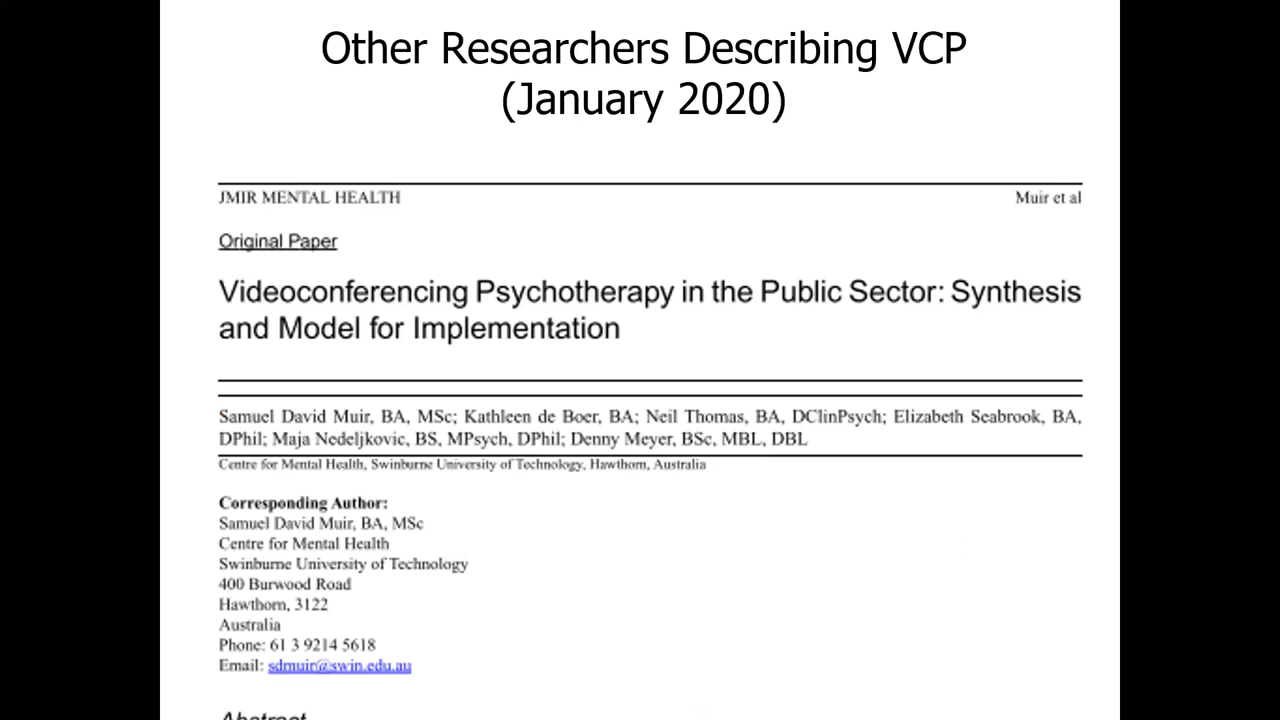 Other Researchers Describing VCP
(January 2020)
JMIR MENTAL HEALTH
Muir et al
Original Paper
Videoconferencing Psychotherapy in the Public Sector: Synthesis
and Model for Implementation
Samuel David Muir, BA, MSc; Kathleen de Boer, BA; Neil Thomas, BA, DClinPsych; Elizabeth Seabrook, BA,
DPhil; Maja Nedeljkovic, BS, MPsych, DPhil; Denny Meyer, BSc, MBL, DBL
Centre for Mental Health, Swinburne University of Technology, Hawthorn, Australia
Corresponding Author:
Samuel David Muir, BA, MSc
Centre for Mental Health
Swinburne University of Technology
400 Burwood Road
Hawthorn, 3122
Australia
Phone: 61 3 9214 5618
Email: sdmuir@swin.edu.au
Abstract